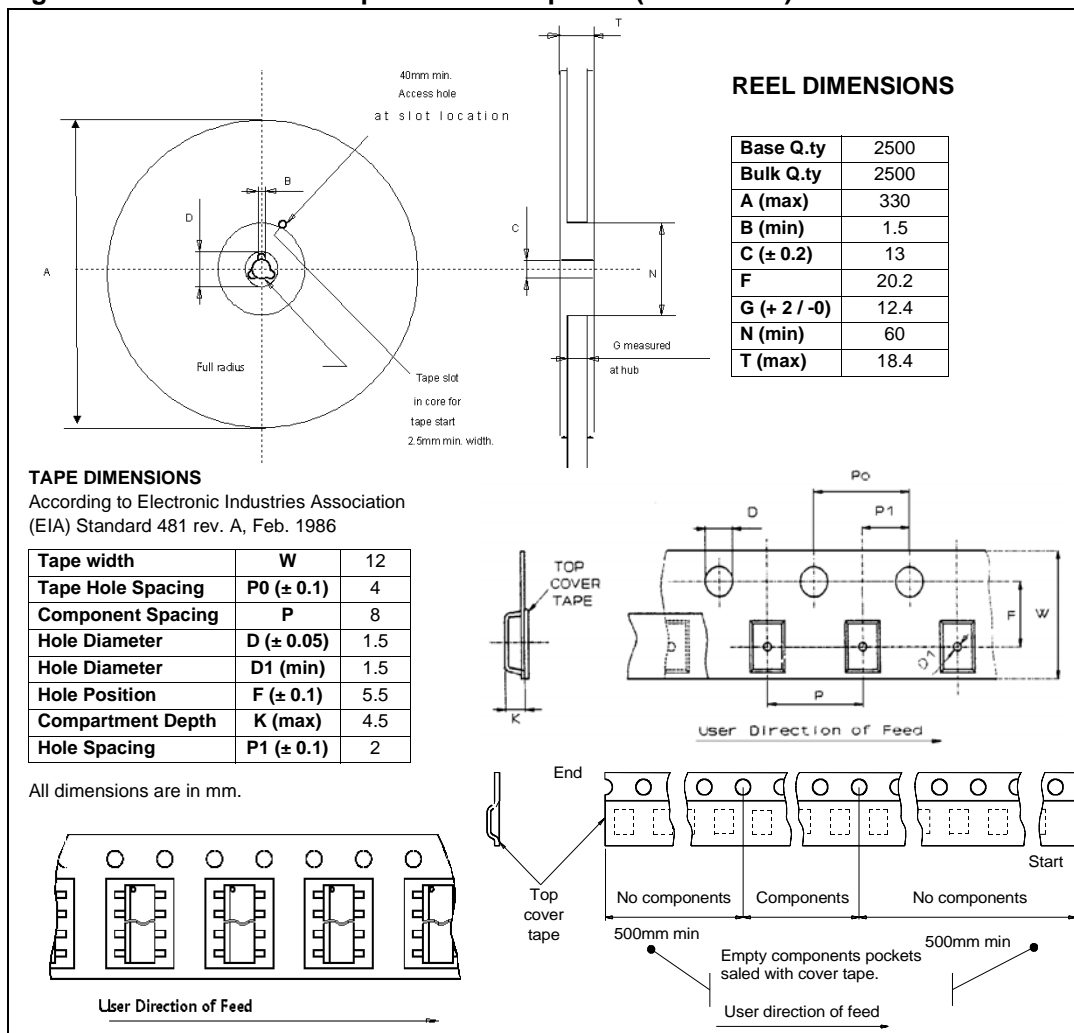 T
40mm min.
Access hole
at slot location
B
D
A
C
N
Full radius
Tape slot
in core for
tape start
2.5mm min. width.
G measured
at hub
REEL DIMENSIONS
Base Q.ty 2500
Bulk Q.ty 2500
A (max) 330
B (min) 1.5
C (± 0.2) 13
F 20.2
G (+ 2 / -0) 12.4
N (min) 60
T (max) 18.4
TAPE DIMENSIONS
According to Electronic Industries Association
(EIA) Standard 481 rev. A, Feb. 1986
Tape width W 12
Tape Hole Spacing P0 (± 0.1) 4
Component Spacing P 8
Hole Diameter D (± 0.05) 1.5
Hole Diameter D1 (min) 1.5
Hole Position F (± 0.1) 5.5
Compartment Depth K (max) 4.5
Hole Spacing P1 (± 0.1) 2
All dimensions are in mm.
Po
D
P1
TOP
COVER
TAPE
F
W
D1
K
P
User Direction of Feed
End
Start
Top
cover
tape
No components
Components
No components
500mm min
500mm min
Empty components pockets
saled with cover tape.
User direction of feed
User Direction of Feed